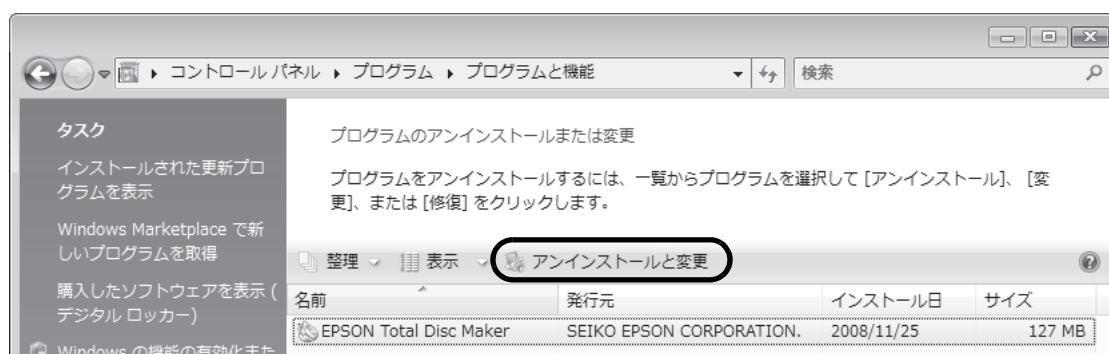 コントロール パネル ▸ プログラム ▸ プログラムと機能
検索
タスク
インストールされた更新プロ
グラムを表示
Windows Marketplace で新
しいプログラムを取得
購入したソフトウェアを表示 (
デジタル ロッカー)
Windows の機能の有効化また
プログラムのアンインストールまたは変更
プログラムをアンインストールするには、一覧からプログラムを選択して [アンインストール]、 [変
更]、または [修復] をクリックします。
整理 表示 アンインストールと変更
名前 発行元 インストール日 サイズ
EPSON Total Disc Maker SEIKO EPSON CORPORATION. 2008/11/25 127 MB